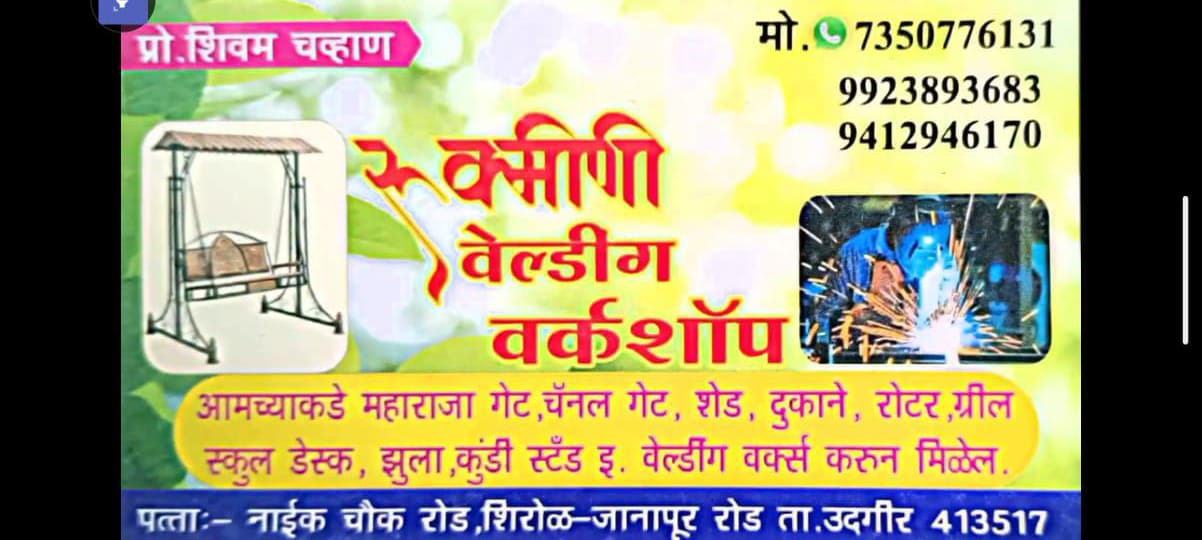 प्रो.शिवम चव्हाण
मो. 7350776131
9923893683
9412946170
रुक्मीणी
वेल्डींग
वर्कशॉप
आमच्याकडे महाराजा गेट,चॅनल गेट, शेड, दुकाने, रोटर,ग्रील
स्कुल डेस्क, झुला,कुंडी स्टँड इ. वेल्डींग वर्क्स करुन मिळेल.
पत्ताः– नाईक चौक रोड,शिरोळ–जानापूर रोड ता.उदगीर 413517